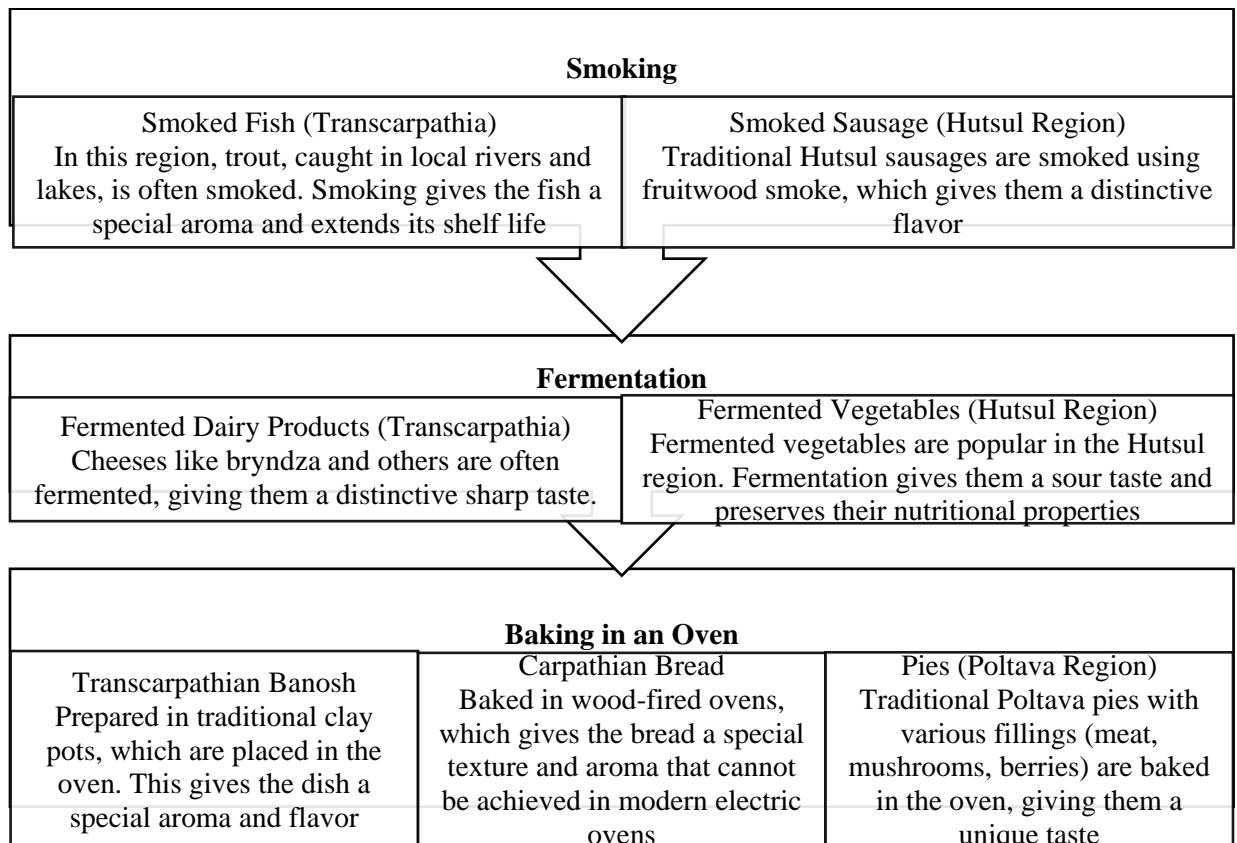 Smoking
Smoked Fish (Transcarpathia)
In this region, trout, caught in local rivers and
lakes, is often smoked. Smoking gives the fish a
special aroma and extends its shelf life
Smoked Sausage (Hutsul Region)
Traditional Hutsul sausages are smoked using
fruitwood smoke, which gives them a distinctive
flavor
Fermentation
Fermented Dairy Products (Transcarpathia)
Cheeses like bryndza and others are often
fermented, giving them a distinctive sharp taste.
Fermented Vegetables (Hutsul Region)
Fermented vegetables are popular in the Hutsul
region. Fermentation gives them a sour taste and
preserves their nutritional properties
Baking in an Oven
Transcarpathian Banosh
Prepared in traditional clay
pots, which are placed in the
oven. This gives the dish a
special aroma and flavor
Carpathian Bread
Baked in wood-fired ovens,
which gives the bread a special
texture and aroma that cannot
be achieved in modern electric
ovens
Pies (Poltava Region)
Traditional Poltava pies with
various fillings (meat,
mushrooms, berries) are baked
in the oven, giving them a
unique taste